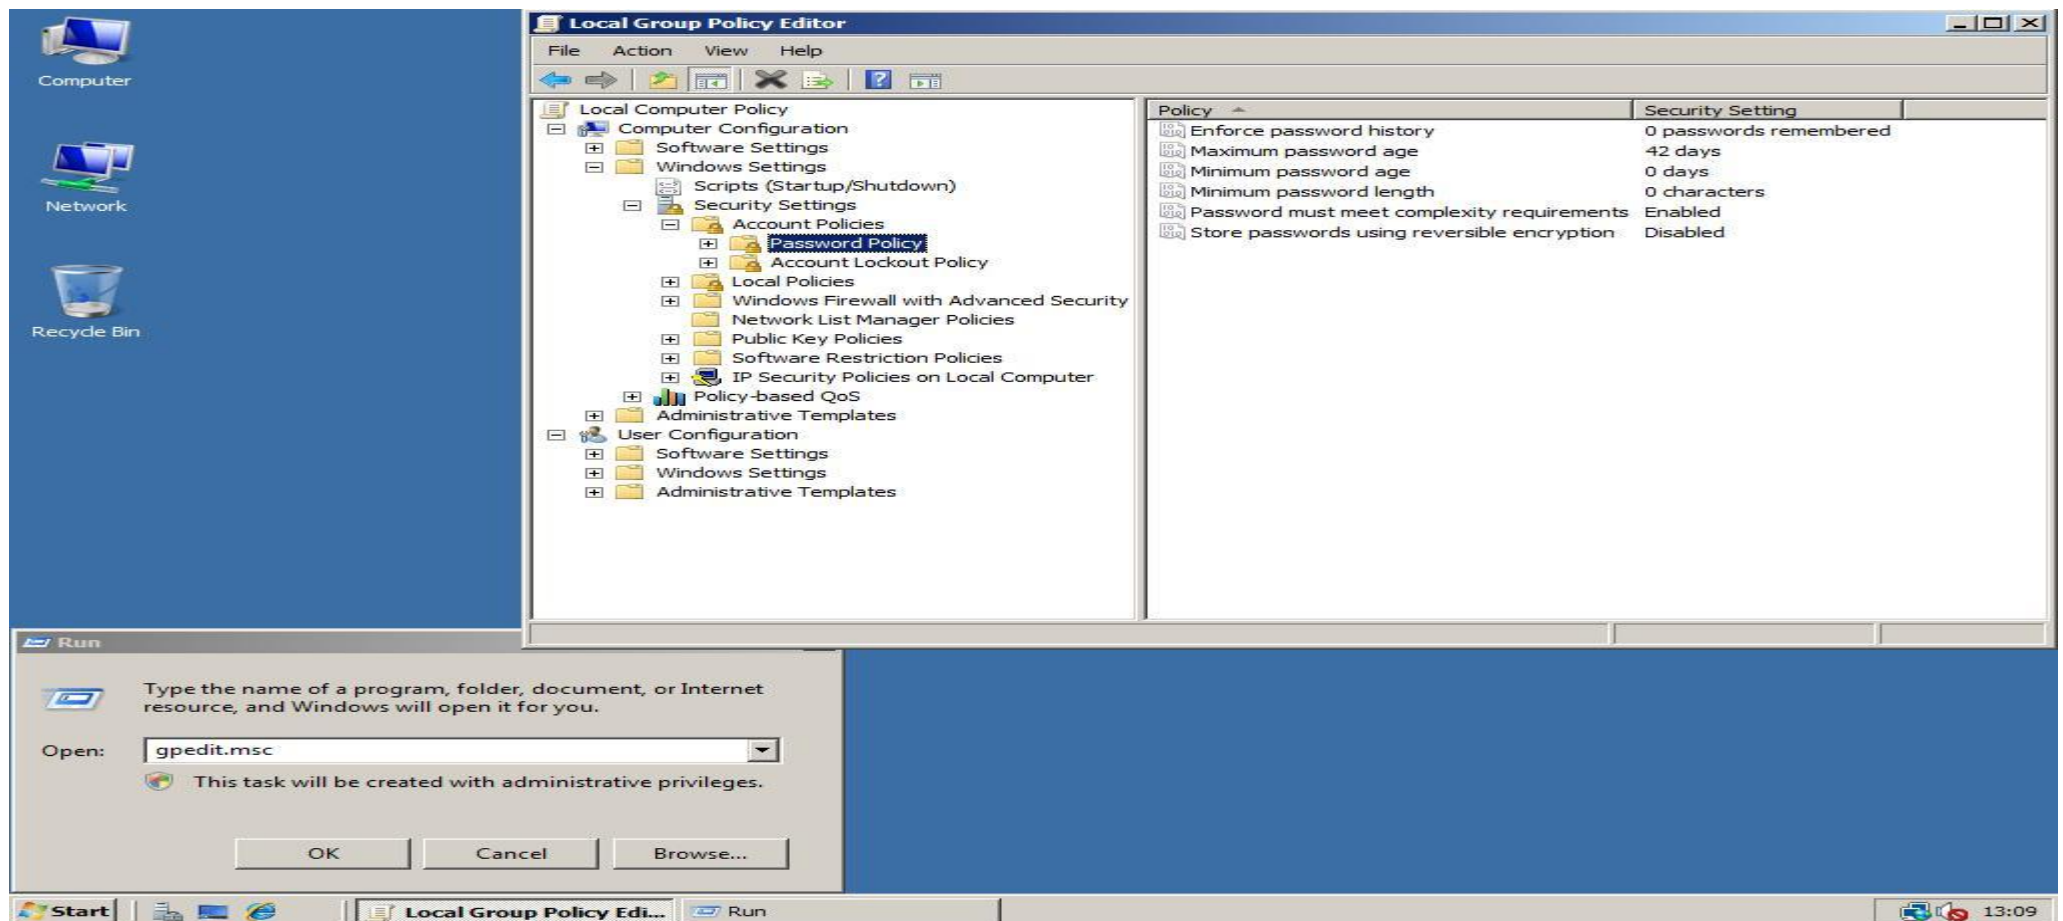 Computer
Network
Recycle Bin
Local Group Policy Editor
File Action View Help
Local Computer Policy
Computer Configuration
Software Settings
Windows Settings
Scripts (Startup/Shutdown)
Security Settings
Account Policies
Password Policy
Account Lockout Policy
Local Policies
Windows Firewall with Advanced Security
Network List Manager Policies
Public Key Policies
Software Restriction Policies
IP Security Policies on Local Computer
Policy-based QoS
Administrative Templates
User Configuration
Software Settings
Windows Settings
Administrative Templates
Policy Security Setting
Enforce password history 0 passwords remembered
Maximum password age 42 days
Minimum password age 0 days
Minimum password length 0 characters
Password must meet complexity requirements Enabled
Store passwords using reversible encryption Disabled
Run
Type the name of a program, folder, document, or Internet
resource, and Windows will open it for you.
Open: gpedit.msc
This task will be created with administrative privileges.
OK Cancel Browse...
Start Local Group Policy Edi... Run 13:09